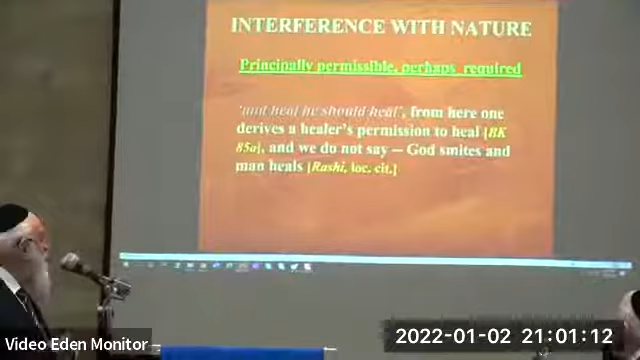 INTERFERENCE WITH NATURE
Principally permissible, perhaps required
'and heal he should heal', from here one
derives a healer's permission to heal [BK
85a], and we do not say – God smites and
man heals [Rashi, loc. cit.]
Video Eden Monitor
2022-01-02 21:01:12